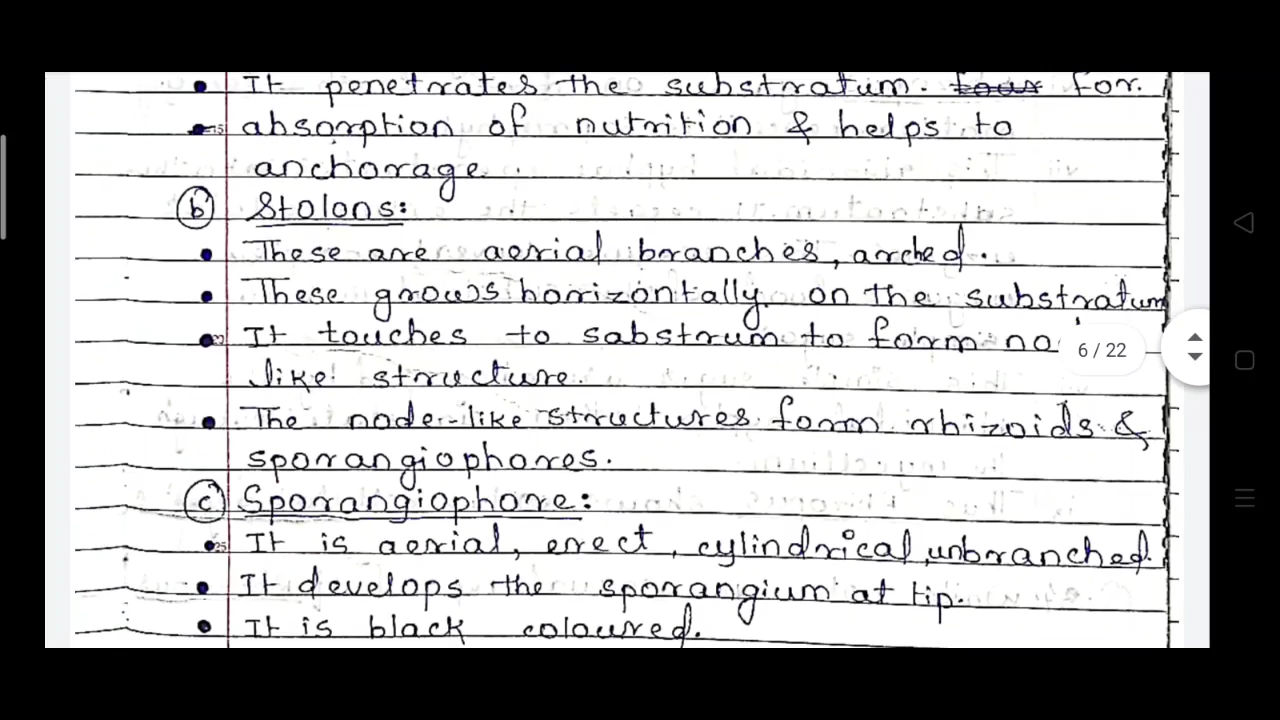 It penetrates the substratum. for.
absorption of nutrition & helps to
anchorage.
b Stolons:
These are aerial branches, arched.
These grows horizontally on the substratum
It touches to sabstrum to form
like structure.
The node-like structures form rhizoids &
sporangiophores.
c Sporangiophore:
It is aerial, erect, cylindrical, unbranched.
It develops the sporangium at tip.
It is black coloured.
6 / 22